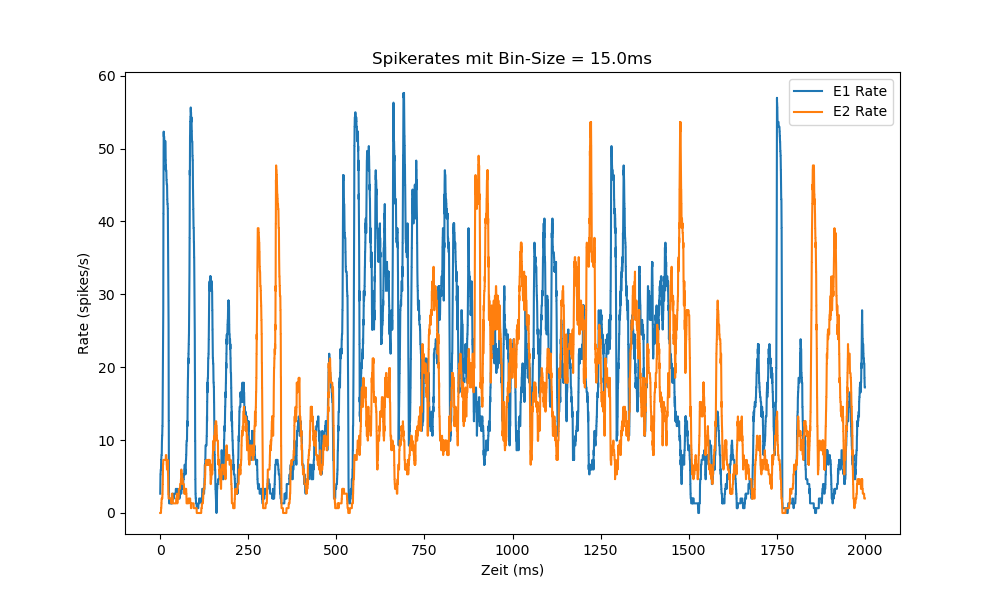 Spikerates mit Bin-Size = 15.0ms
E1 Rate
E2 Rate
Rate (spikes/s)
60
50
40
30
20
10
0
0 250 500 750 1000 1250 1500 1750 2000
Zeit (ms)